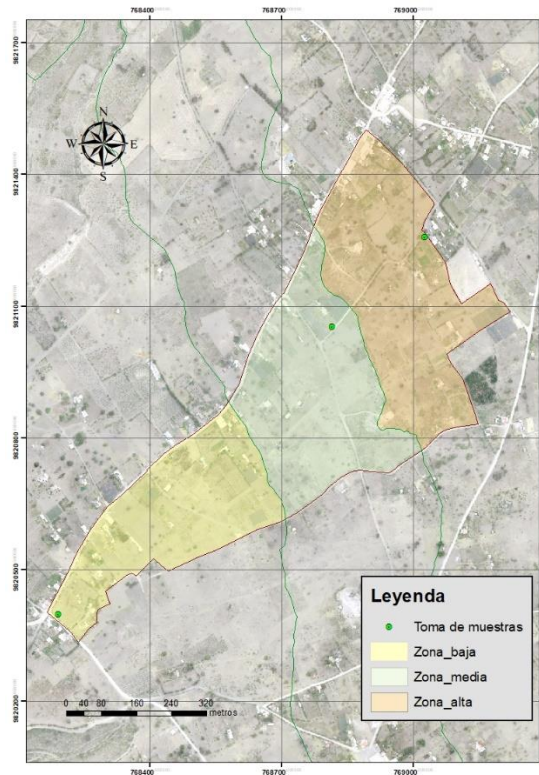 768400 768700 769000
9821700
N
W E
S
9821400
9821100
9820800
9820500
9820200
Leyenda
Toma de muestras
Zona_baja
Zona_media
Zona_alta
0 40 80 160 240 320
metros
768400 768700 769000